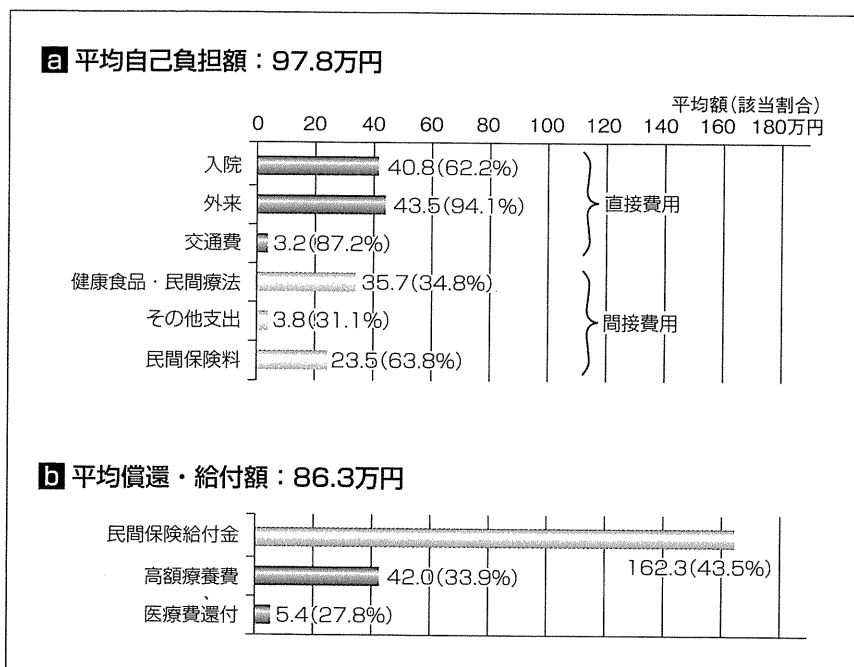 a 平均自己負担額：97.8万円
平均額(該当割合)
0 20 40 60 80 100 120 140 160 180万円
入院 40.8(62.2%)
外来 43.5(94.1%)
交通費 3.2(87.2%)
直接費用
健康食品・民間療法 35.7(34.8%)
その他支出 3.8(31.1%)
民間保険料 23.5(63.8%)
間接費用
b 平均償還・給付額：86.3万円
民間保険給付金 162.3(43.5%)
高額療養費 42.0(33.9%)
医療費還付 5.4(27.8%)